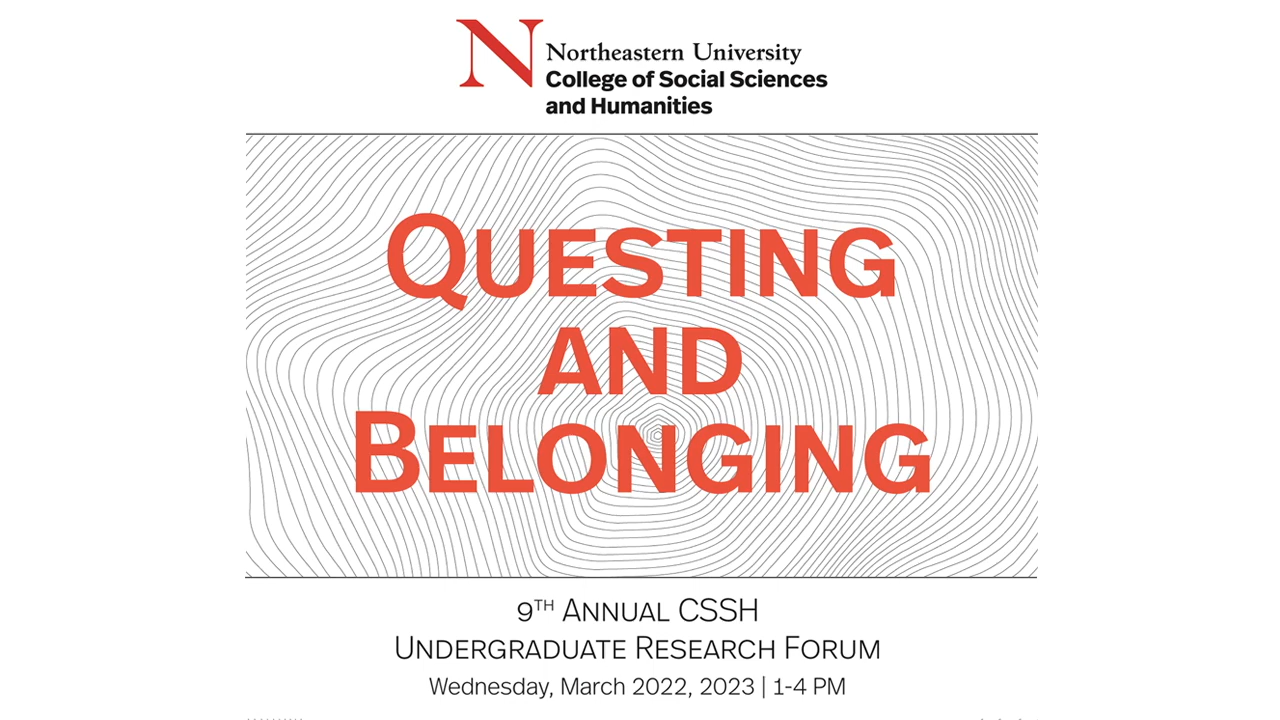 N Northeastern University
College of Social Sciences
and Humanities
QUESTING
AND
BELONGING
9TH ANNUAL CSSH
UNDERGRADUATE RESEARCH FORUM
Wednesday, March 2022, 2023 | 1-4 PM